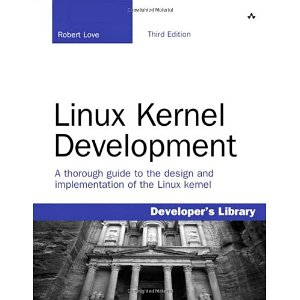 Robert Love
Third Edition
Linux Kernel
Development
A thorough guide to the design and
implementation of the Linux kernel
Developer's Library